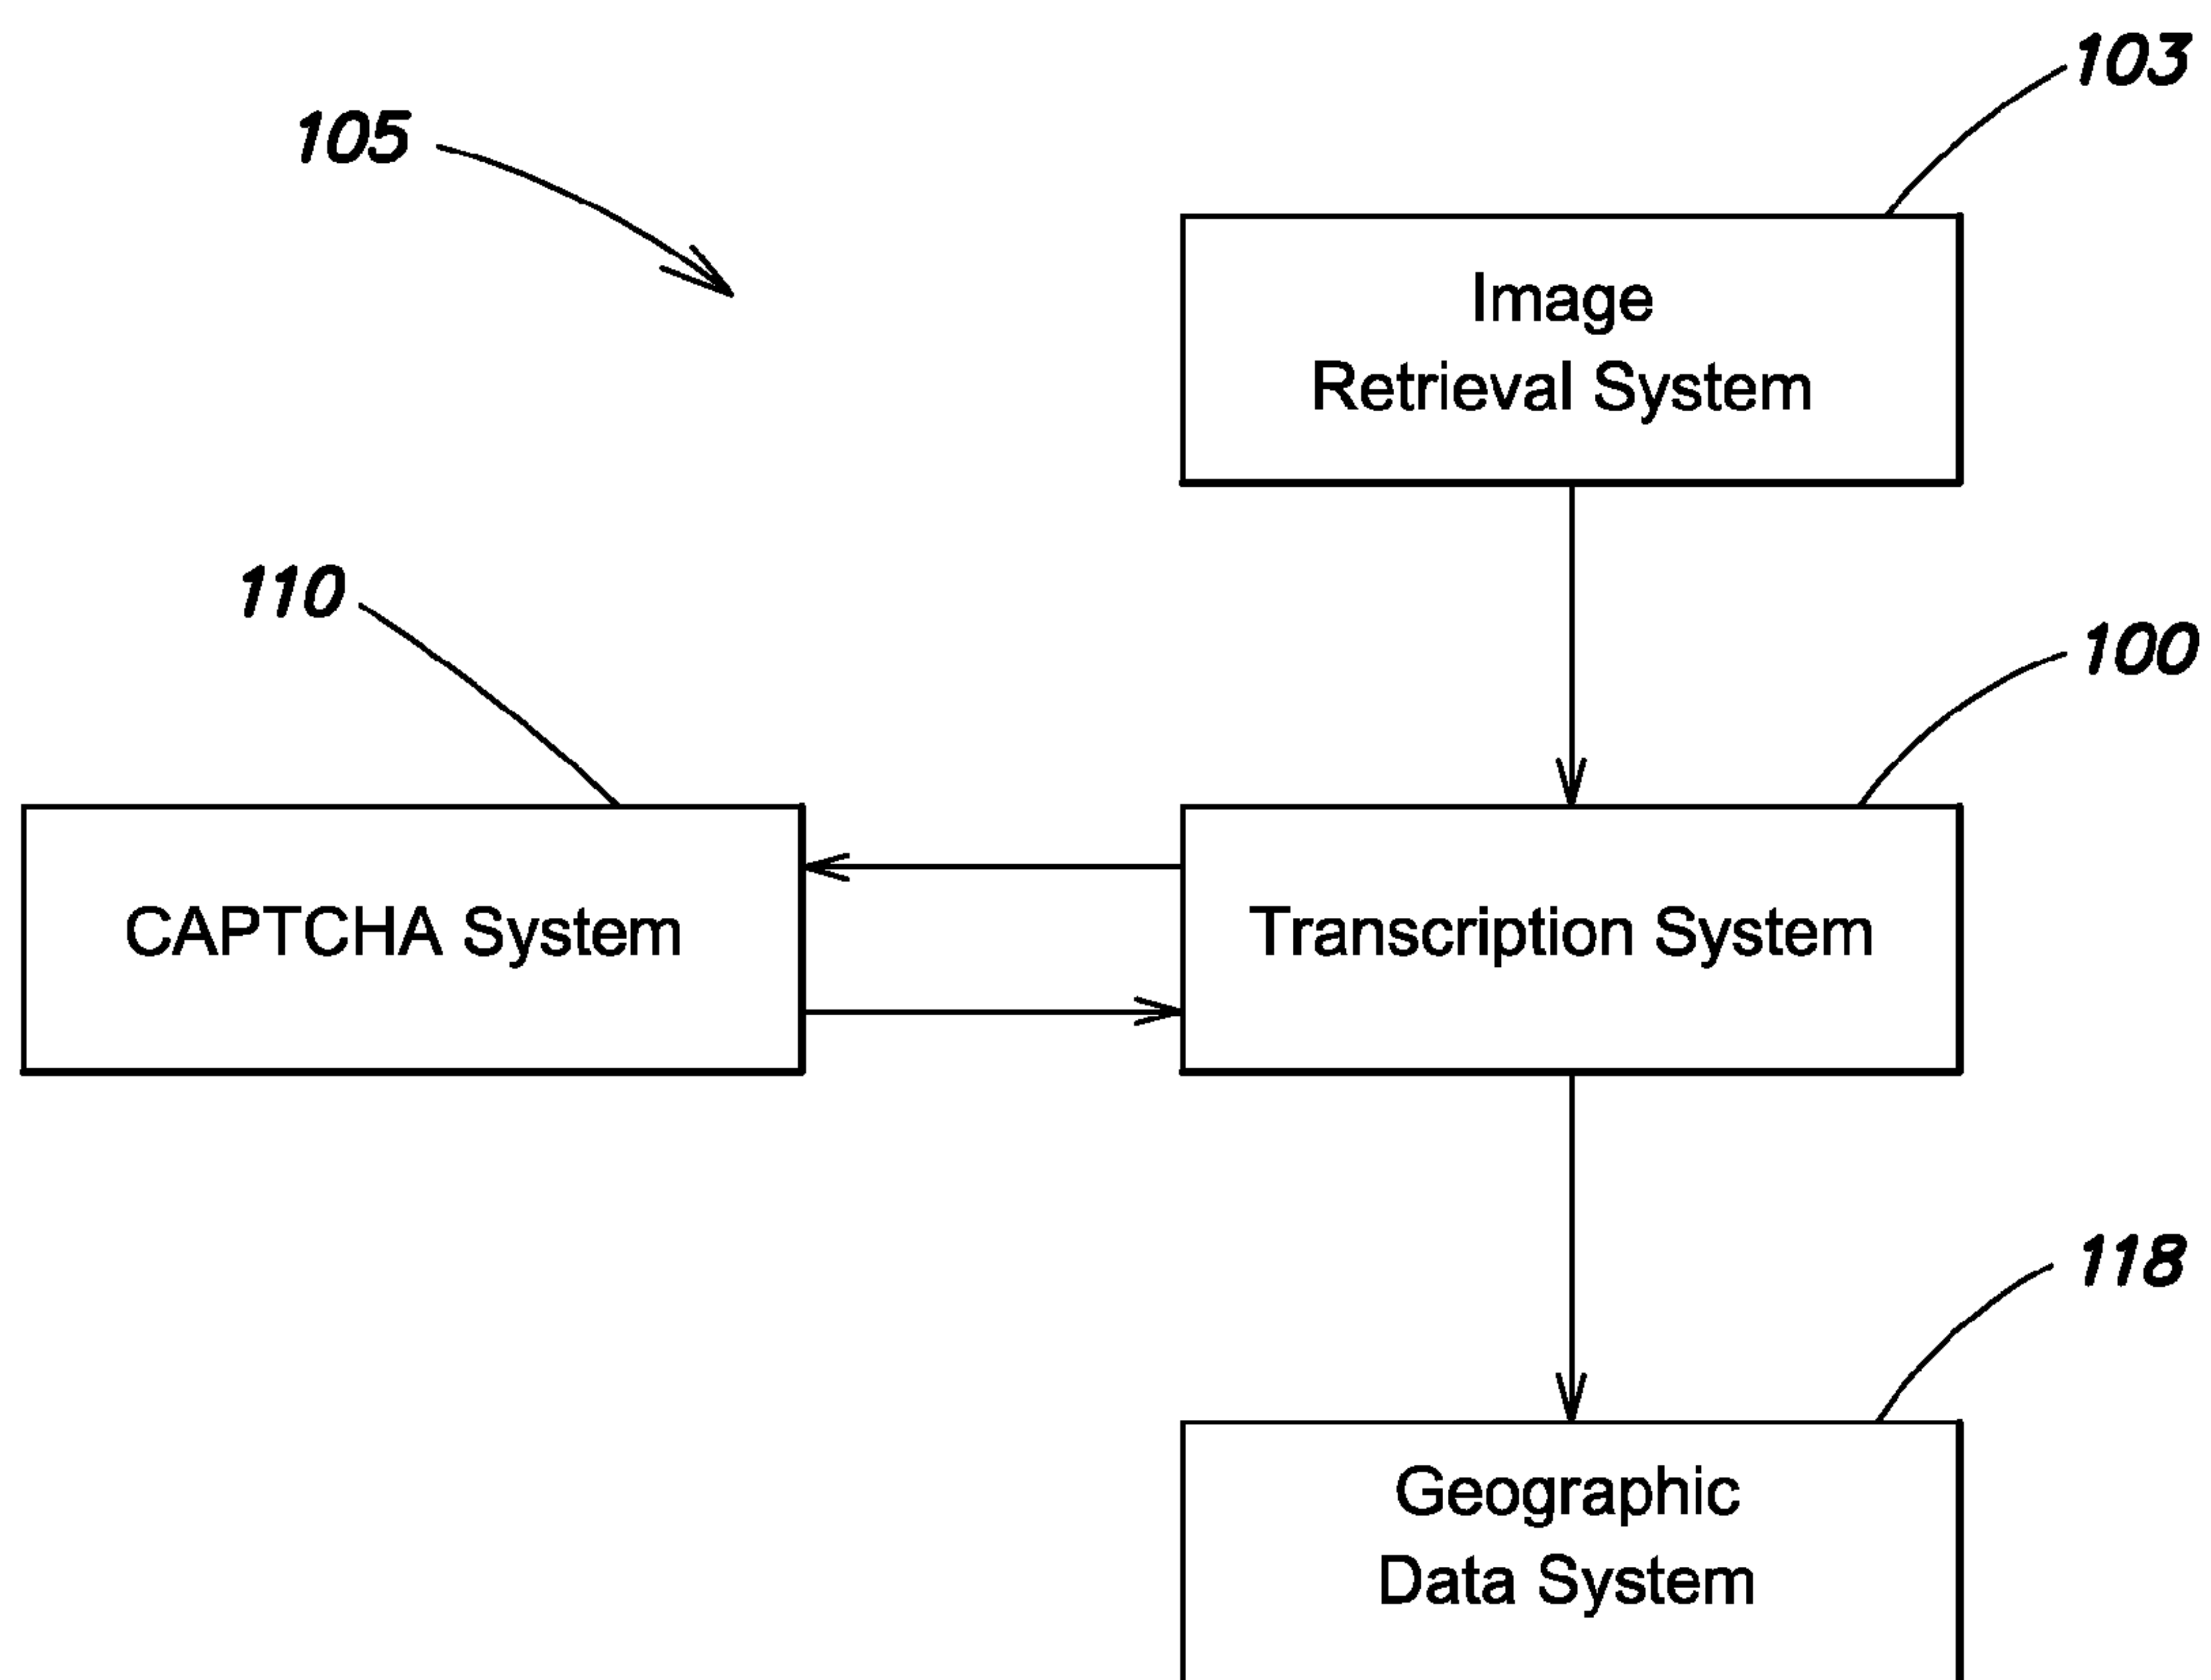 103
105
Image
Retrieval System
110
100
CAPTCHA System
Transcription System
118
Geographic
Data System